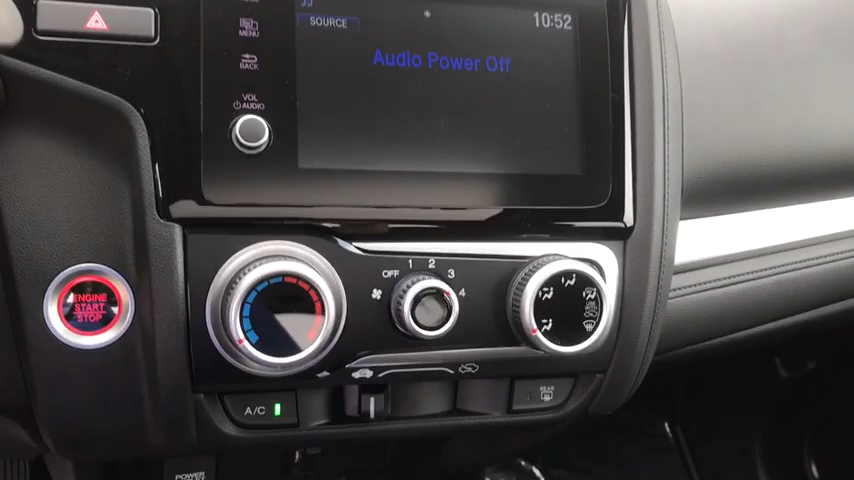 SOURCE
10:52
MENU
Audio Power Off
BACK
VOL
AUDIO
OFF 1 2 3 4
ENGINE
START
STOP
A/C
REAR
POWER